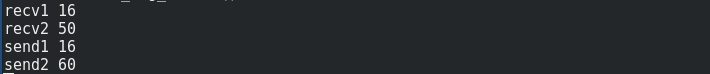 recv1 16
recv2 50
send1 16
send2 60